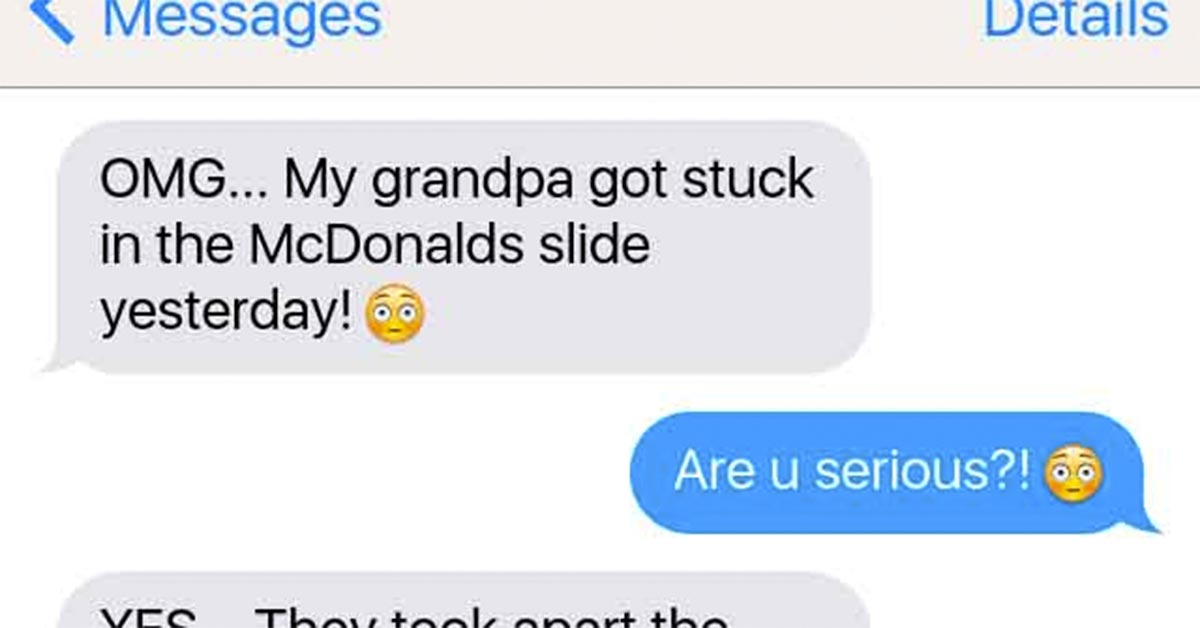 Messages Details
OMG... My grandpa got stuck
in the McDonalds slide
yesterday! 😳
Are u serious?! 😳
YES... They took apart the